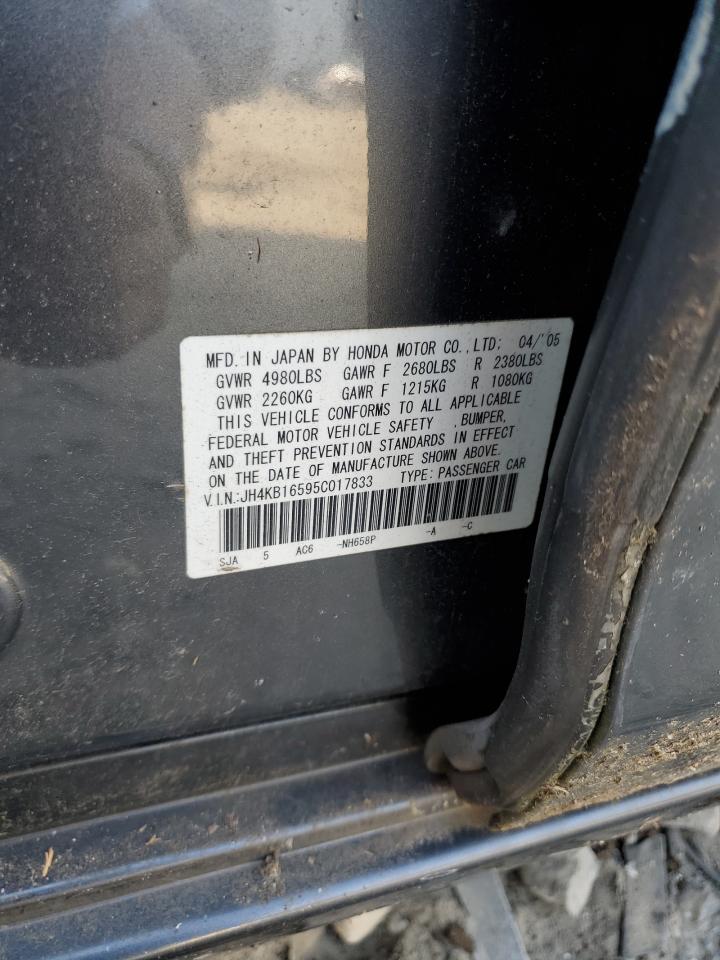 MFD. IN JAPAN BY HONDA MOTOR CO.,LTD: 04/'05
GVWR 4980LBS GAWR F 2680LBS R 2380LBS
GVWR 2260KG GAWR F 1215KG R 1080KG
THIS VEHICLE CONFORMS TO ALL APPLICABLE
FEDERAL MOTOR VEHICLE SAFETY ,BUMPER,
AND THEFT PREVENTION STANDARDS IN EFFECT
ON THE DATE OF MANUFACTURE SHOWN ABOVE.
V.I.N.:JH4KB16595C017833 TYPE: PASSENGER CAR
SJA 5 AC6 -NH658P -A -C